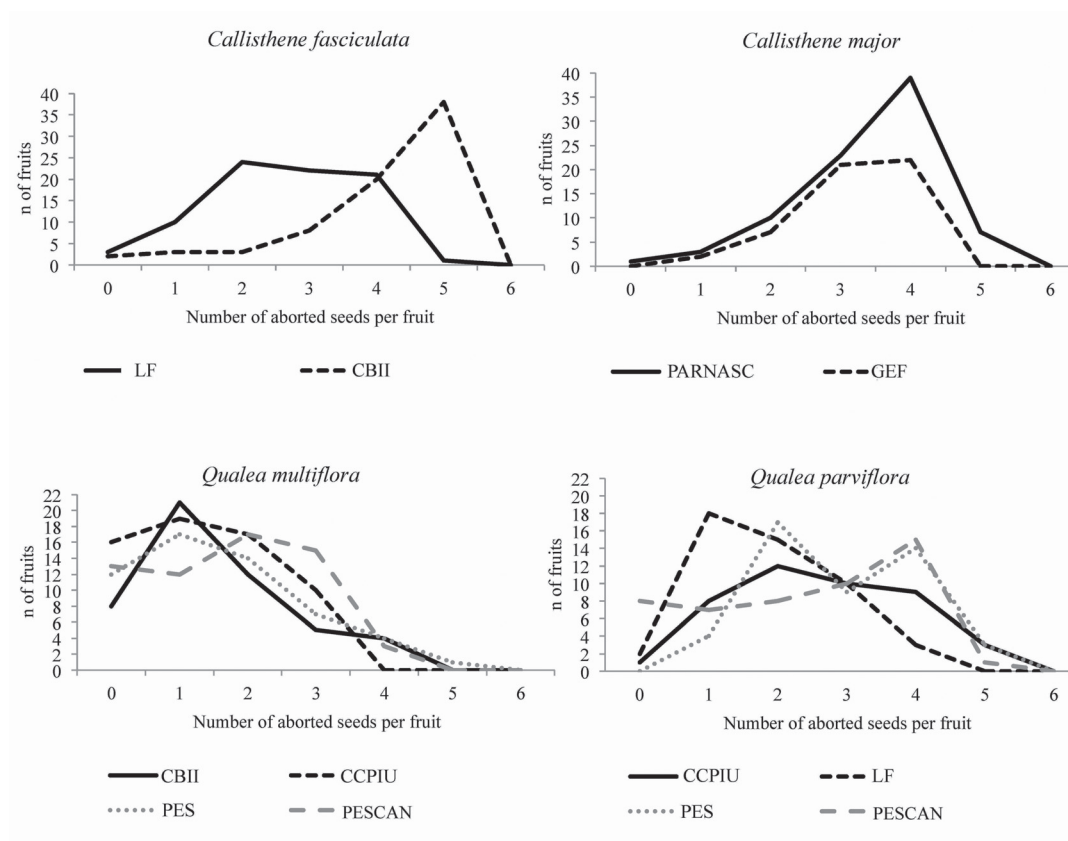 Callisthene fasciculata
40
35
30
25
20
15
10
5
0
n of fruits
0 1 2 3 4 5 6
Number of aborted seeds per fruit
LF CBII
Callisthene major
40
35
30
25
20
15
10
5
0
n of fruits
0 1 2 3 4 5 6
Number of aborted seeds per fruit
PARNASC GEF
Qualea multiflora
22
20
18
16
14
12
10
8
6
4
2
0
n of fruits
0 1 2 3 4 5 6
Number of aborted seeds per fruit
CBII CCPIU
PES PESCAN
Qualea parviflora
22
20
18
16
14
12
10
8
6
4
2
0
n of fruits
0 1 2 3 4 5 6
Number of aborted seeds per fruit
CCPIU LF
PES PESCAN